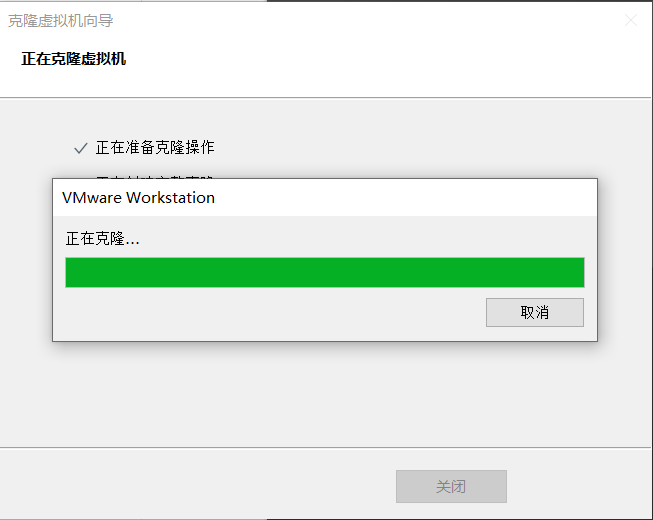 克隆虚拟机向导
正在克隆虚拟机
正在准备克隆操作
VMware Workstation
正在克隆...
取消
关闭